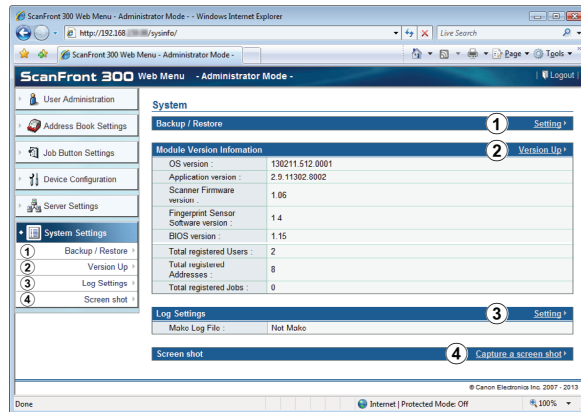 ScanFront 300 Web Menu - Administrator Mode - - Windows Internet Explorer
http://192.168 /sysinfo/
Live Search
ScanFront 300 Web Menu - Administrator Mode -
Page Tools
ScanFront 300 Web Menu - Administrator Mode -
Logout
User Administration
Address Book Settings
Job Button Settings
Device Configuration
Server Settings
System Settings
1 Backup / Restore
2 Version Up
3 Log Settings
4 Screen shot
System
Backup / Restore 1 Setting
Module Version Infomation 2 Version Up
OS version : 130211.512.0001
Application version : 2.9.11302.8002
Scanner Firmware version : 1.06
Fingerprint Sensor Software version : 1.4
BIOS version : 1.15
Total registered Users : 2
Total registered Addresses : 8
Total registered Jobs : 0
Log Settings 3 Setting
Make Log File : Not Make
Screen shot 4 Capture a screen shot
© Canon Electronics Inc. 2007 - 2013
Done
Internet | Protected Mode: Off
100%